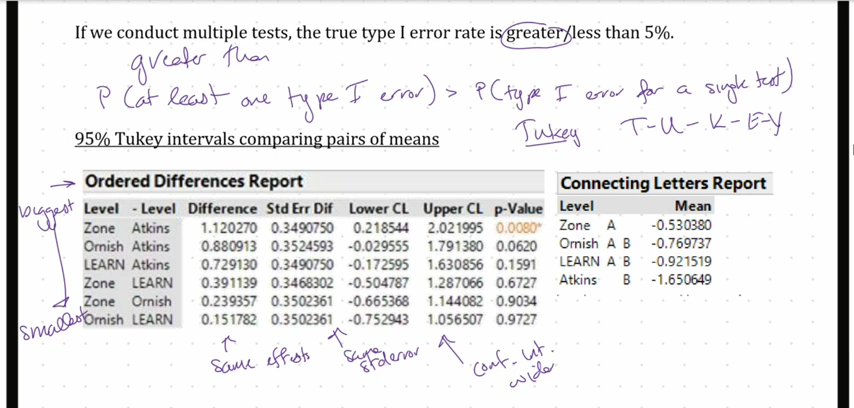 If we conduct multiple tests, the true type I error rate is greater/less than 5%.
greater than
P (at least one type I error) > P(type I error for a single test)
Tukey T-U-K-E-Y
95% Tukey intervals comparing pairs of means
Ordered Differences Report
biggest
smallest
Level - Level Difference Std Err Dif Lower CL Upper CL p-Value
Zone Atkins 1.120270 0.3490750 0.218544 2.021995 0.0080*
Ornish Atkins 0.880913 0.3524593 -0.029555 1.791380 0.0620
LEARN Atkins 0.729130 0.3490750 -0.172595 1.630856 0.1591
Zone LEARN 0.391139 0.3468302 -0.504787 1.287066 0.6727
Zone Ornish 0.239357 0.3502361 -0.665368 1.144082 0.9034
Ornish LEARN 0.151782 0.3502361 -0.752943 1.056507 0.9727
same effects
same std error
conf. int. wider
Connecting Letters Report
Level Mean
Zone A -0.530380
Ornish A B -0.769737
LEARN A B -0.921519
Atkins B -1.650649